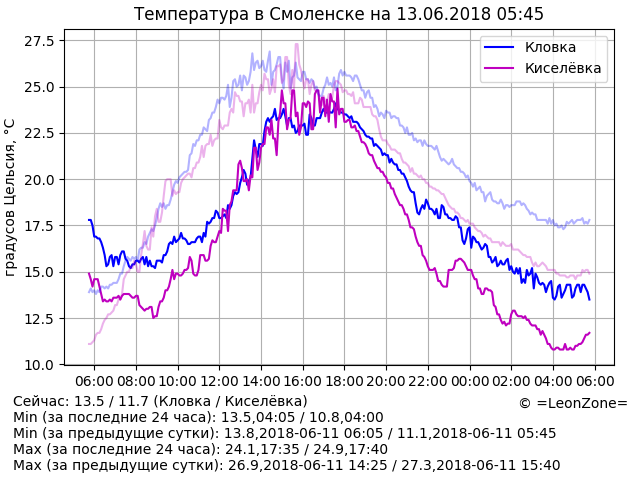 Температура в Смоленске на 13.06.2018 05:45
градусов Цельсия, °C
27.5
25.0
22.5
20.0
17.5
15.0
12.5
10.0
Кловка
Киселёвка
06:00 08:00 10:00 12:00 14:00 16:00 18:00 20:00 22:00 00:00 02:00 04:00 06:00
Сейчас: 13.5 / 11.7 (Кловка / Киселёвка)
© =LeonZone=
Min (за последние 24 часа): 13.5,04:05 / 10.8,04:00
Min (за предыдущие сутки): 13.8,2018-06-11 06:05 / 11.1,2018-06-11 05:45
Max (за последние 24 часа): 24.1,17:35 / 24.9,17:40
Max (за предыдущие сутки): 26.9,2018-06-11 14:25 / 27.3,2018-06-11 15:40